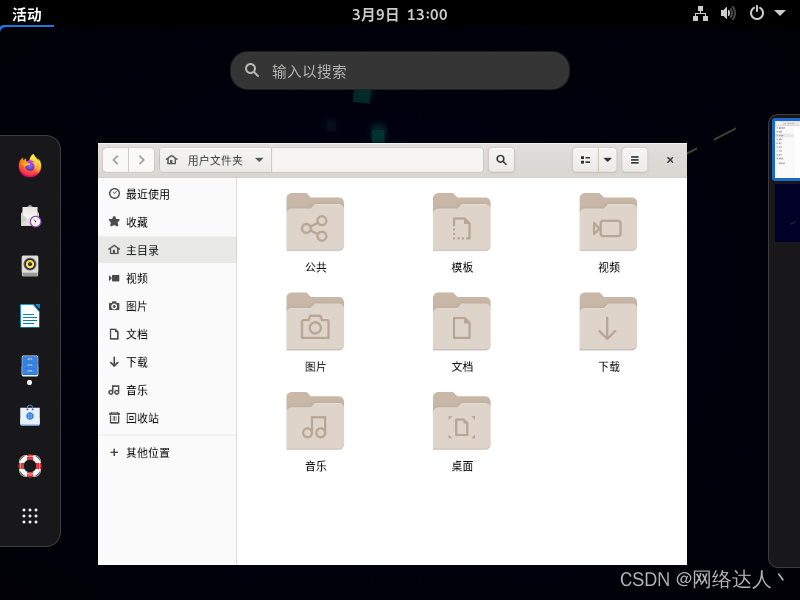 活动
3月9日 13:00
输入以搜索
用户文件夹
最近使用
收藏
主目录
视频
图片
文档
下载
音乐
回收站
其他位置
公共
模板
视频
图片
文档
下载
音乐
桌面
CSDN @网络达人丶